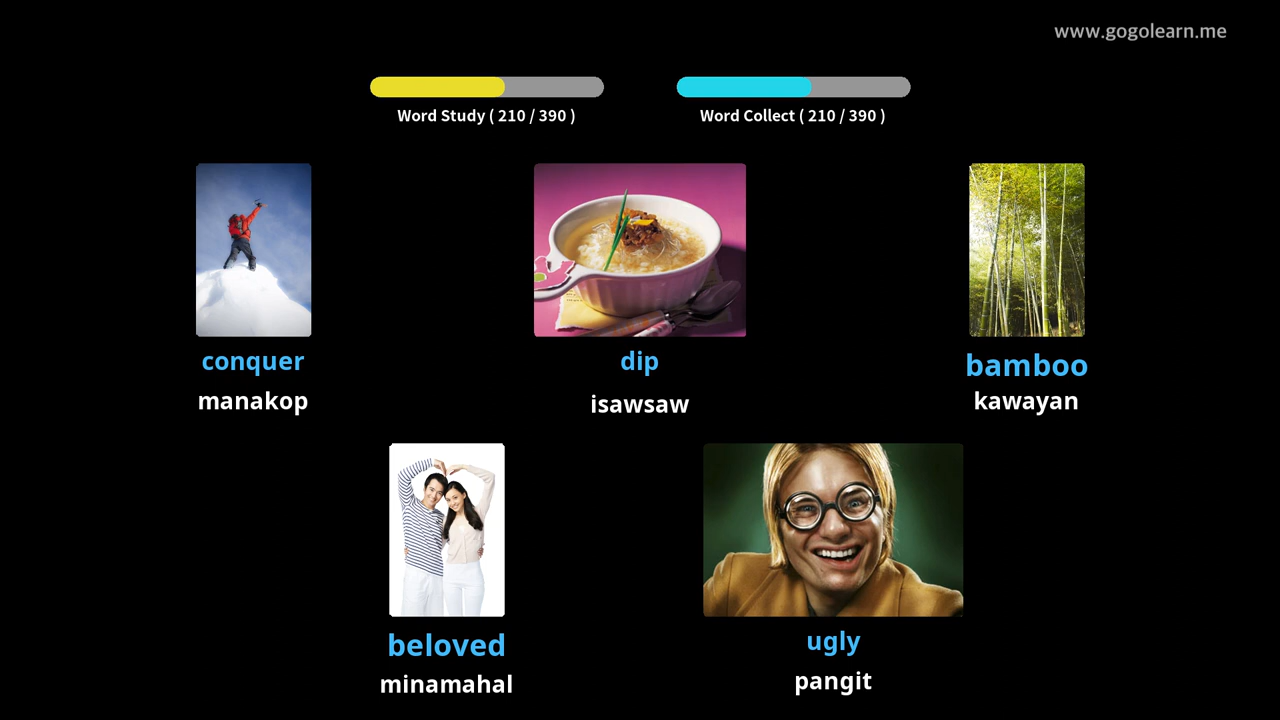 www.gogolearn.me
Word Study ( 210 / 390 )
Word Collect ( 210 / 390 )
conquer
manakop
dip
isawsaw
bamboo
kawayan
beloved
minamahal
ugly
pangit